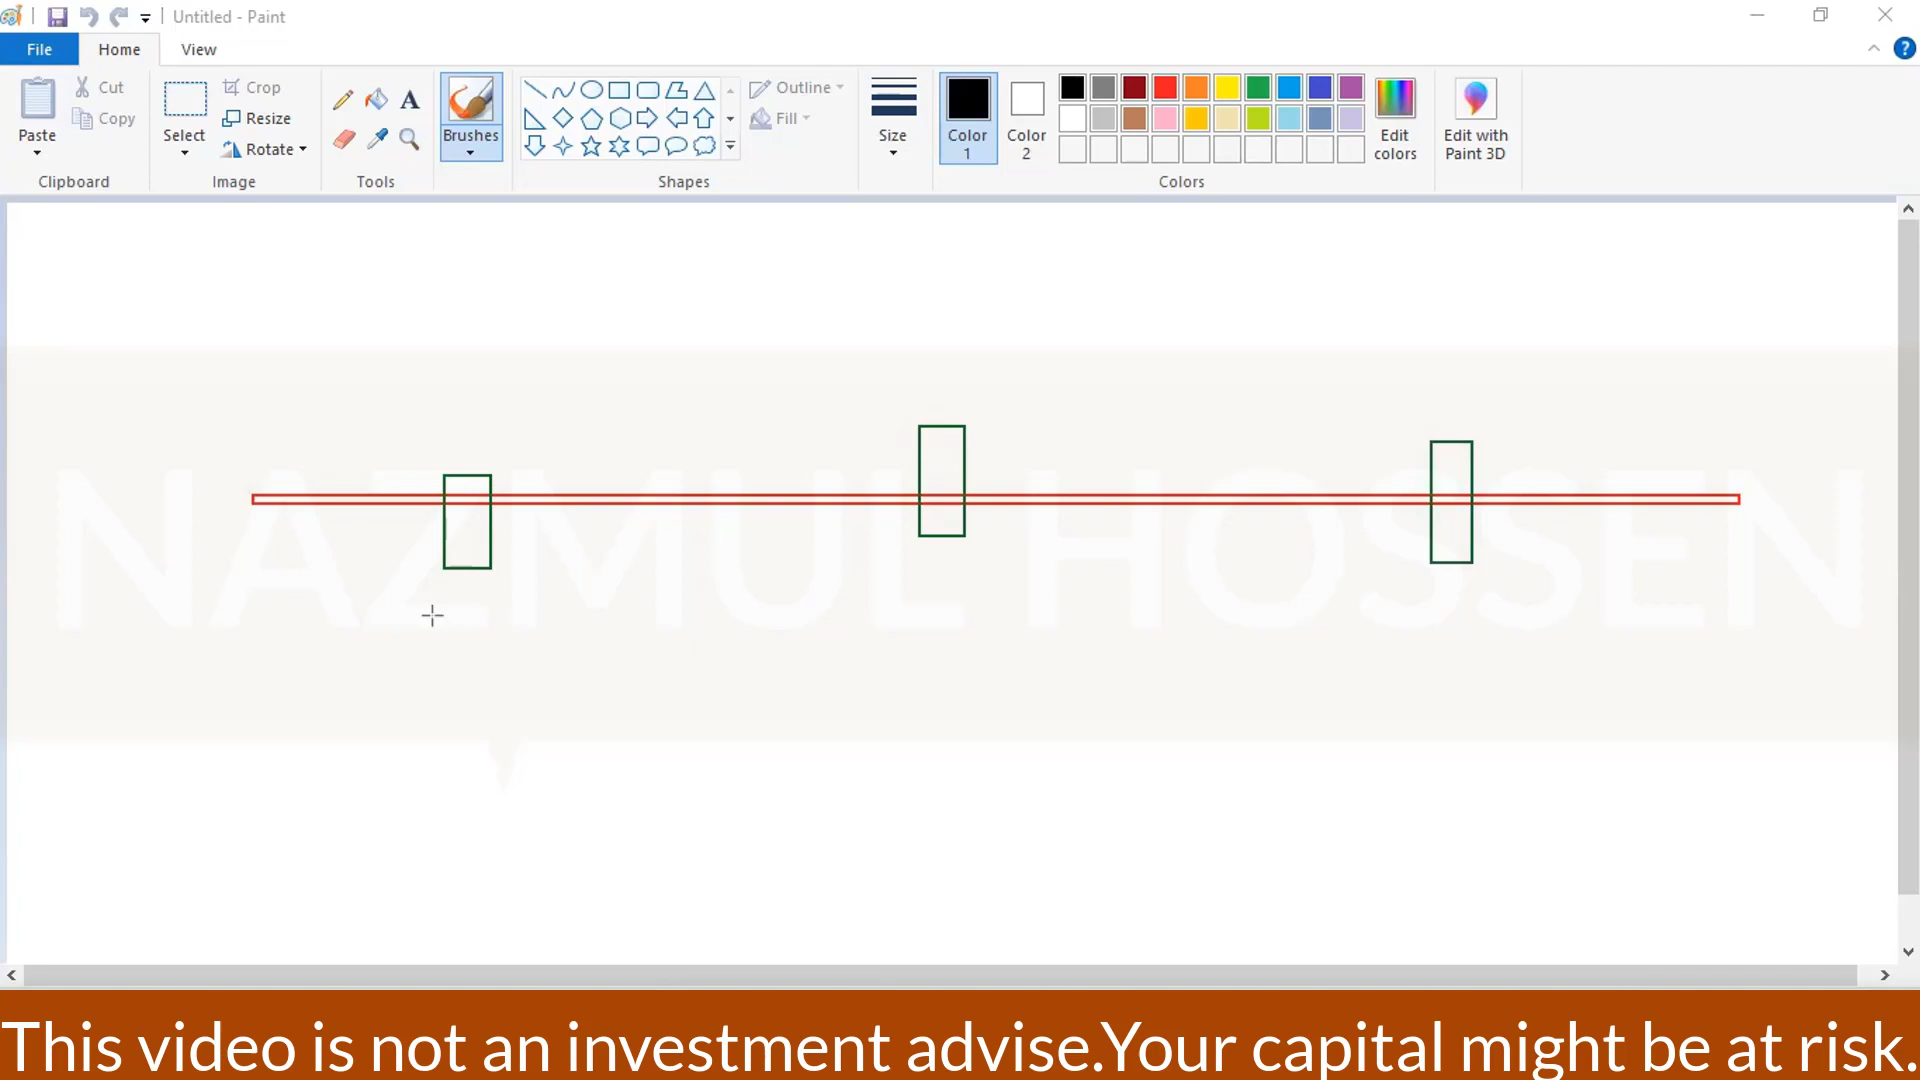 Untitled - Paint
File Home View
Paste
Cut
Copy
Clipboard
Select
Crop
Resize
Rotate
Image
A
Tools
Brushes
Outline
Fill
Shapes
Size
Color
1
Color
2
Edit
colors
Colors
Edit with
Paint 3D
?
NAZMUL HOSSEN
This video is not an investment advise.Your capital might be at risk.